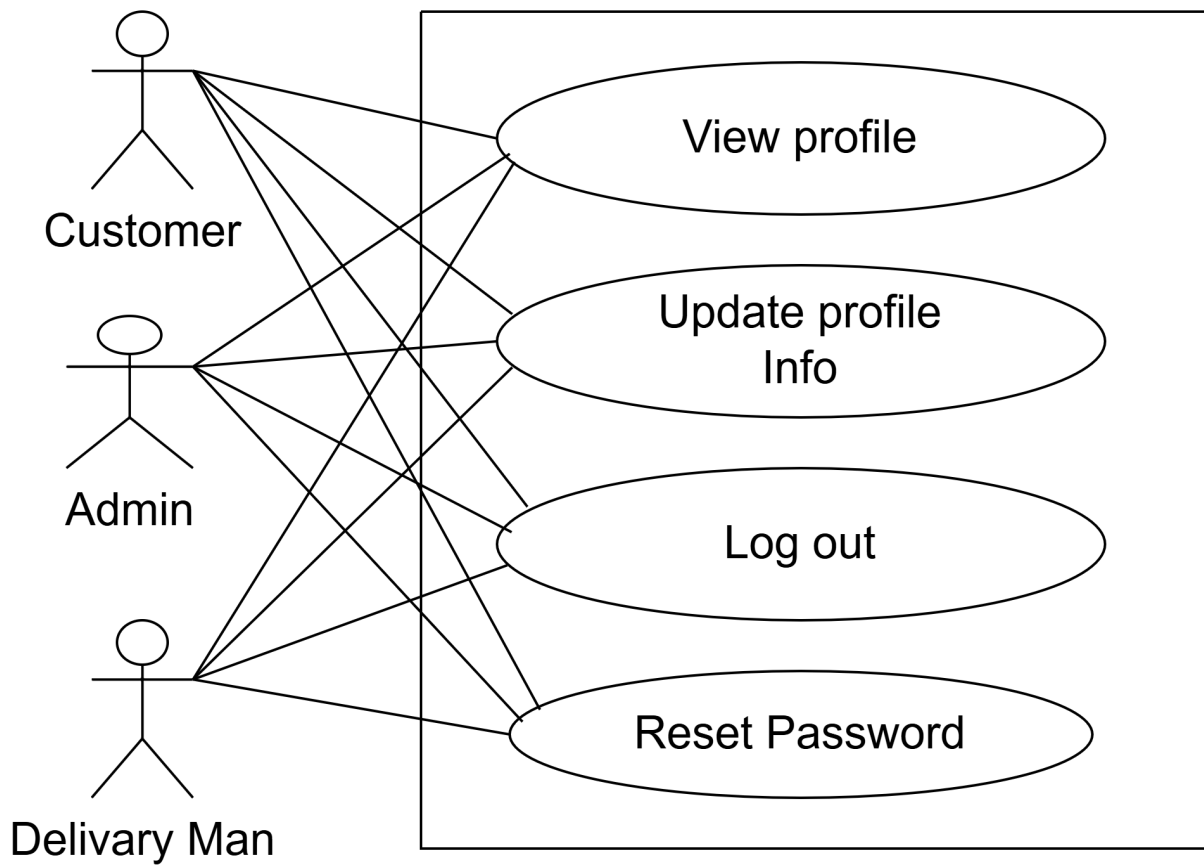 View profile
Customer
Update profile
Info
Admin
Log out
Reset Password
Delivary Man